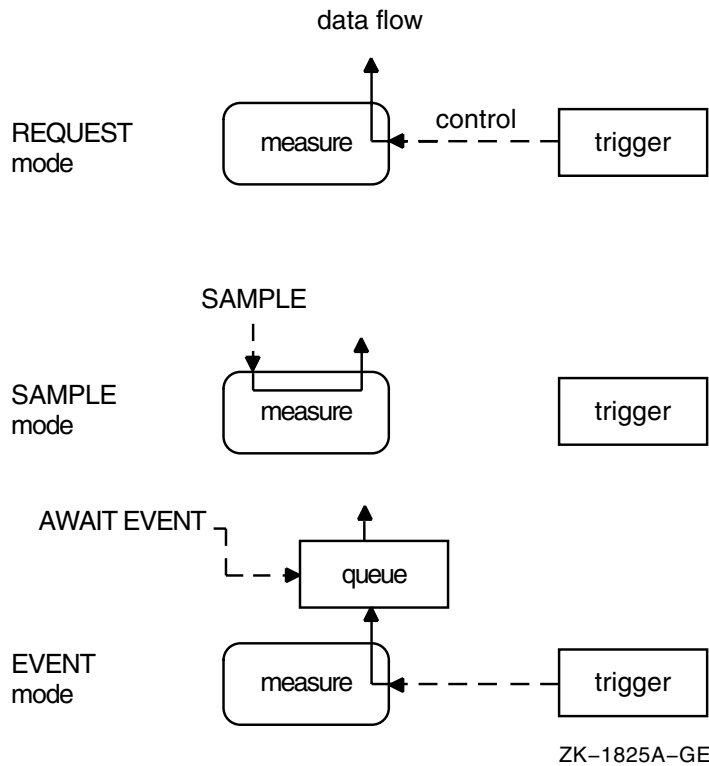 data flow
REQUEST
mode
measure
control
trigger
SAMPLE
SAMPLE
mode
measure
trigger
AWAIT EVENT
queue
EVENT
mode
measure
trigger
ZK–1825A–GE